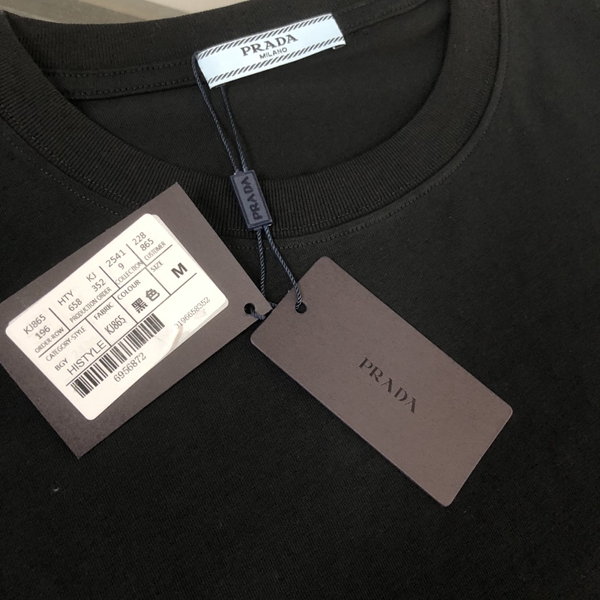 PRADA
MILANO
PRADA
KJ865 HTY KJ 2541 228
196 658 352 9 865
ORDER-ROW PRODUCTION ORDER COLLECTION CUSTOMER
CATEGORY-STYLE FABRIC COLOUR SIZE
BGY HISTYLE KJ865 黑色 M
6956872
PRADA